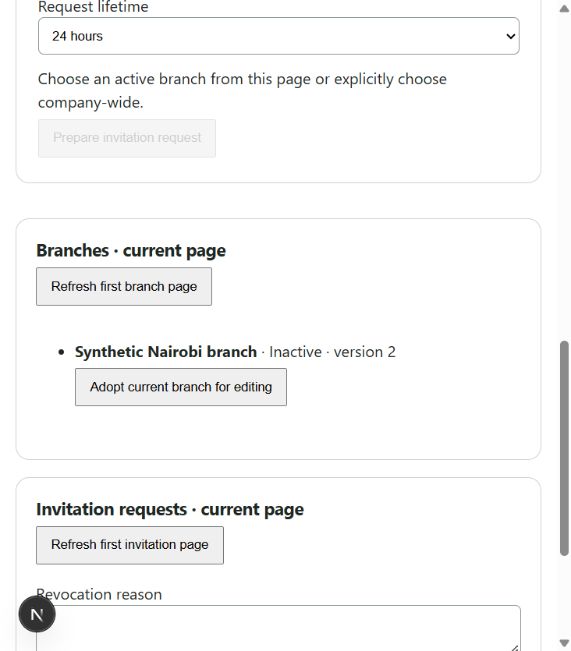 Request lifetime
24 hours
Choose an active branch from this page or explicitly choose
company-wide.
Prepare invitation request
Branches · current page
Refresh first branch page
• Synthetic Nairobi branch · Inactive · version 2
Adopt current branch for editing
Invitation requests · current page
Refresh first invitation page
Revocation reason
N